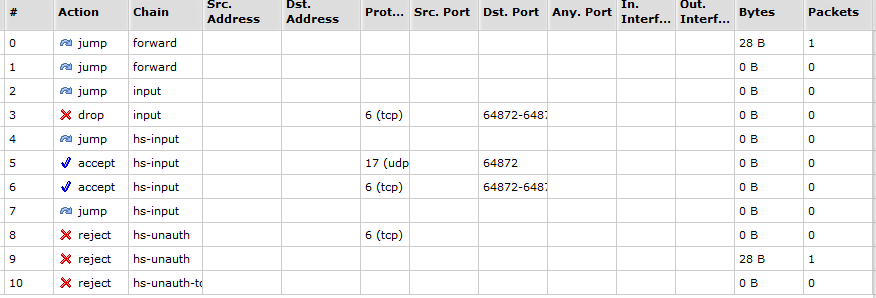 # Action Chain Src. Address Dst. Address Prot... Src. Port Dst. Port Any. Port In. Interf... Out. Interf... Bytes Packets
0 jump forward 28 B 1
1 jump forward 0 B 0
2 jump input 0 B 0
3 drop input 6 (tcp) 64872-6487 0 B 0
4 jump hs-input 0 B 0
5 accept hs-input 17 (udp 64872 0 B 0
6 accept hs-input 6 (tcp) 64872-6487 0 B 0
7 jump hs-input 0 B 0
8 reject hs-unauth 6 (tcp) 0 B 0
9 reject hs-unauth 28 B 1
10 reject hs-unauth-to 0 B 0